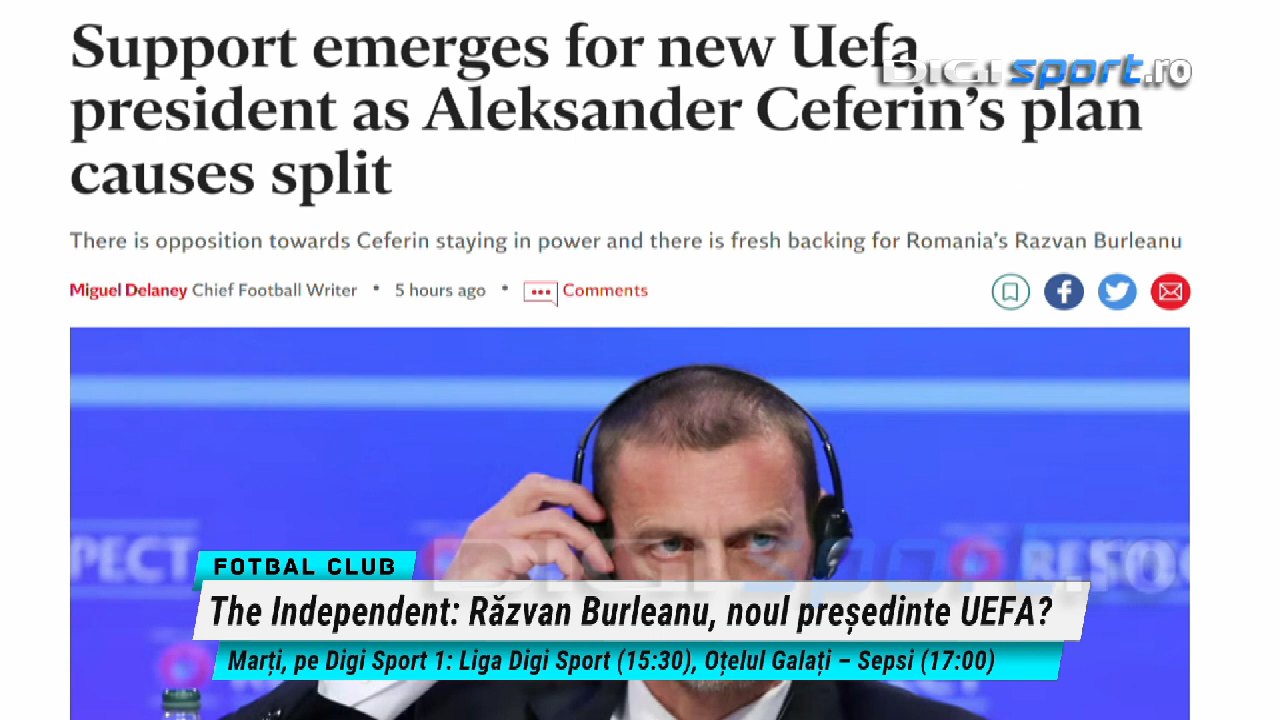 Support emerges for new Uefa
president as Aleksander Ceferin's plan
causes split
DIGI sport.ro
There is opposition towards Ceferin staying in power and there is fresh backing for Romania's Razvan Burleanu
Miguel Delaney Chief Football Writer • 5 hours ago • Comments
RESPECT
FOTBAL CLUB
The Independent: Răzvan Burleanu, noul președinte UEFA?
Marți, pe Digi Sport 1: Liga Digi Sport (15:30), Oțelul Galați – Sepsi (17:00)